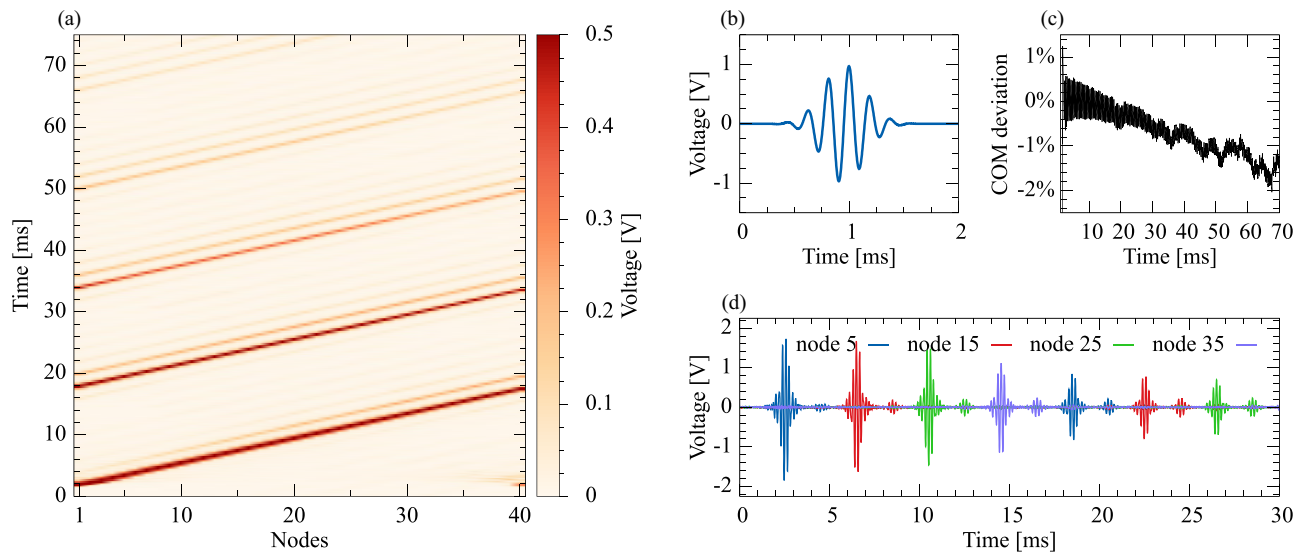 (a)
70
60
50
40
30
20
10
0
Time [ms]
1
10
20
30
40
Nodes
0.5
0.4
0.3
0.2
0.1
0
Voltage [V]
(b)
1
0
-1
Voltage [V]
0
1
2
Time [ms]
(c)
1%
0%
-1%
-2%
COM deviation
10 20 30 40 50 60 70
Time [ms]
(d)
2
1
0
-1
-2
Voltage [V]
node 5
node 15
node 25
node 35
0 5 10 15 20 25 30
Time [ms]